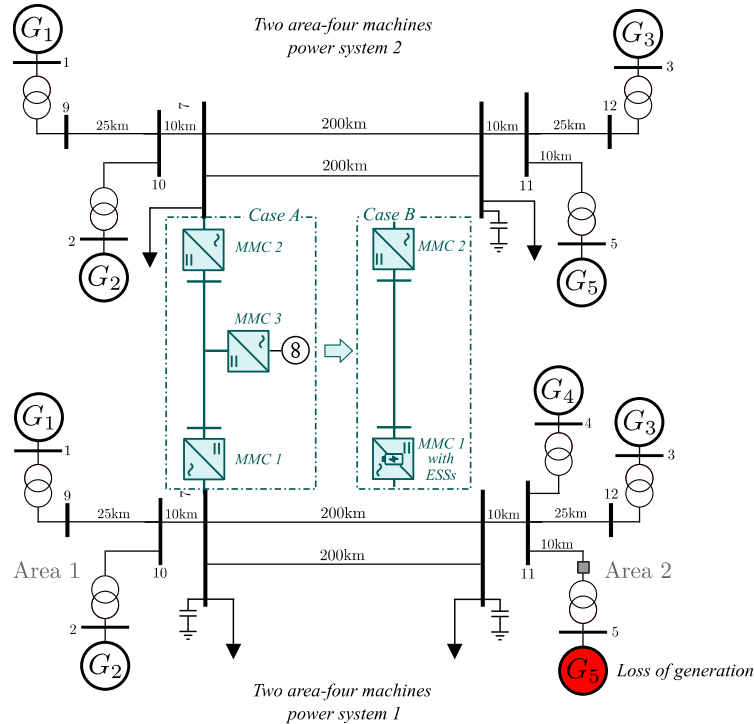 G1
Two area-four machines
power system 2
G3
1
3
9
7
12
25km
10km
200km
10km
25km
200km
10km
10
11
2
Case A
Case B
5
G2
MMC 2
MMC 2
G5
MMC 3
8
G4
G1
G3
4
1
MMC 1
MMC 1
with
ESSs
3
9
7
12
25km
10km
200km
10km
25km
200km
10km
Area 1
10
11
Area 2
2
5
G2
G5
Loss of generation
Two area-four machines
power system 1